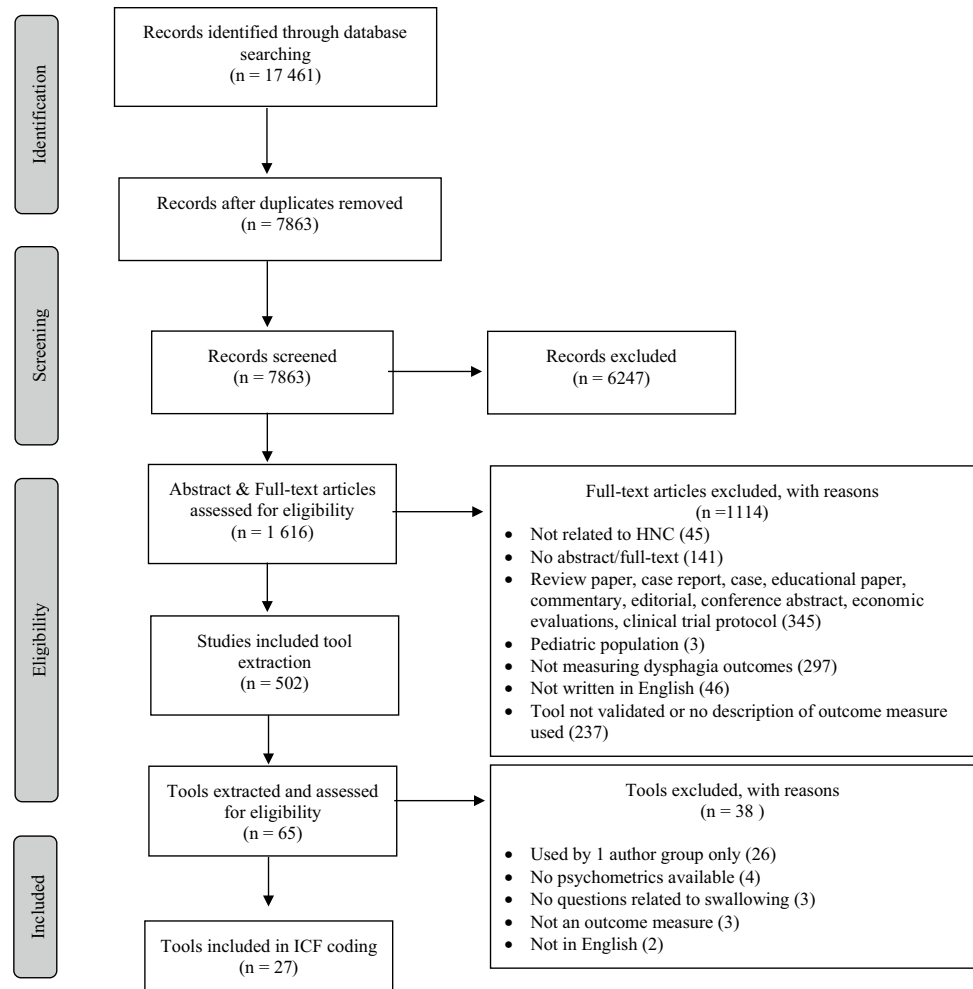 Identification
Records identified through database
searching
(n = 17 461)
Records after duplicates removed
(n = 7863)
Screening
Records screened
(n = 7863)
Records excluded
(n = 6247)
Eligibility
Abstract & Full-text articles
assessed for eligibility
(n = 1 616)
Full-text articles excluded, with reasons
(n =1114)
• Not related to HNC (45)
• No abstract/full-text (141)
• Review paper, case report, case, educational paper,
commentary, editorial, conference abstract, economic
evaluations, clinical trial protocol (345)
• Pediatric population (3)
• Not measuring dysphagia outcomes (297)
• Not written in English (46)
• Tool not validated or no description of outcome measure
used (237)
Studies included tool
extraction
(n = 502)
Tools extracted and assessed
for eligibility
(n = 65)
Tools excluded, with reasons
(n = 38 )
• Used by 1 author group only (26)
• No psychometrics available (4)
• No questions related to swallowing (3)
• Not an outcome measure (3)
• Not in English (2)
Included
Tools included in ICF coding
(n = 27)